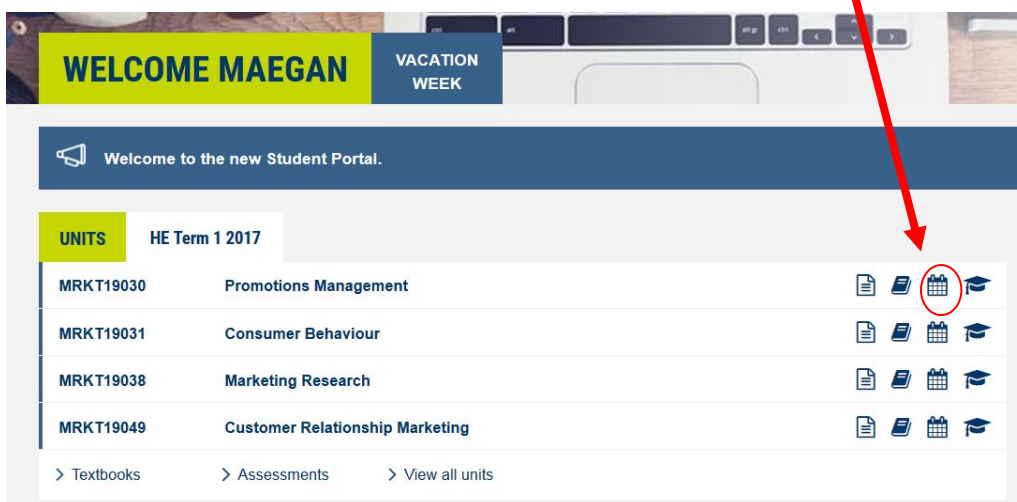 WELCOME MAEGAN
VACATION
WEEK
Welcome to the new Student Portal.
UNITS HE Term 1 2017
MRKT19030 Promotions Management
MRKT19031 Consumer Behaviour
MRKT19038 Marketing Research
MRKT19049 Customer Relationship Marketing
> Textbooks > Assessments > View all units